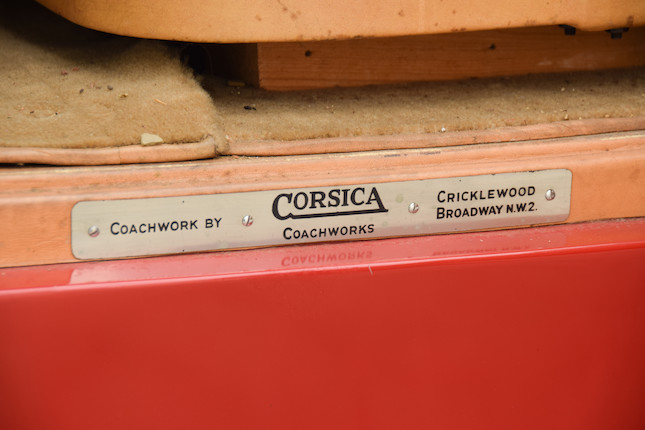 COACHWORK BY
CORSICA
COACHWORKS
CRICKLEWOOD
BROADWAY N.W.2.